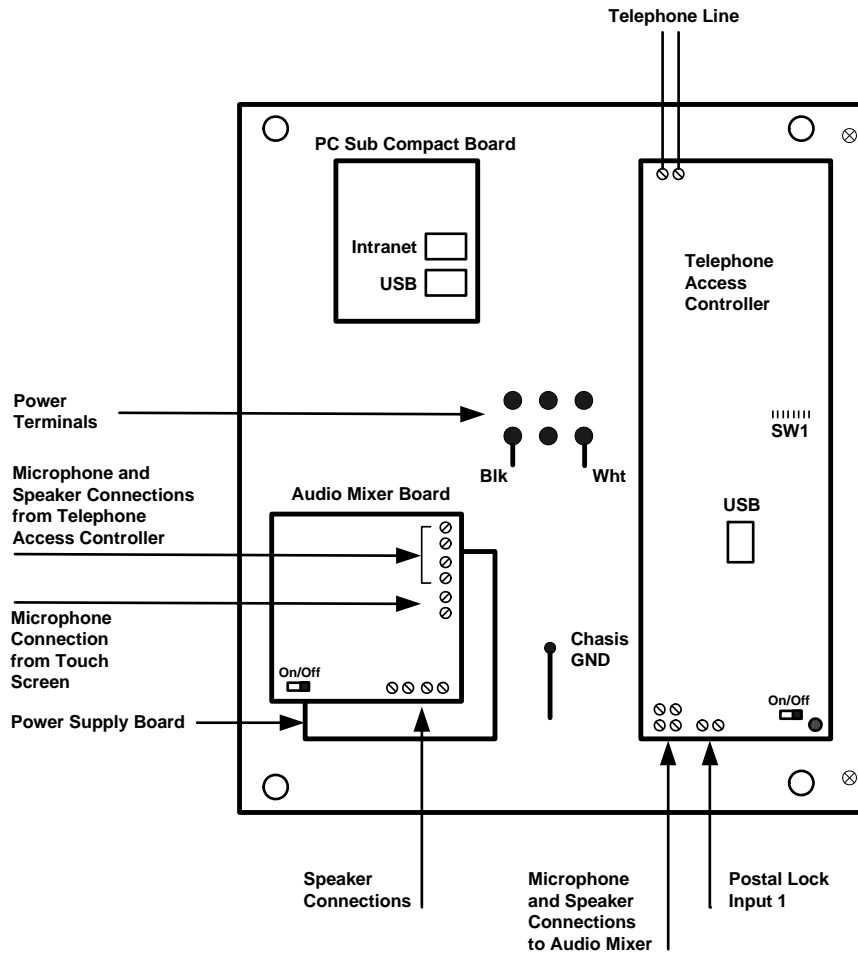 Telephone Line
PC Sub Compact Board
Intranet
USB
Telephone
Access
Controller
Power
Terminals
SW1
Blk
Wht
Microphone and
Speaker Connections
from Telephone
Access Controller
Audio Mixer Board
USB
Microphone
Connection
from Touch
Screen
Chasis
GND
On/Off
On/Off
Power Supply Board
Speaker
Connections
Microphone
and Speaker
Connections
to Audio Mixer
Postal Lock
Input 1